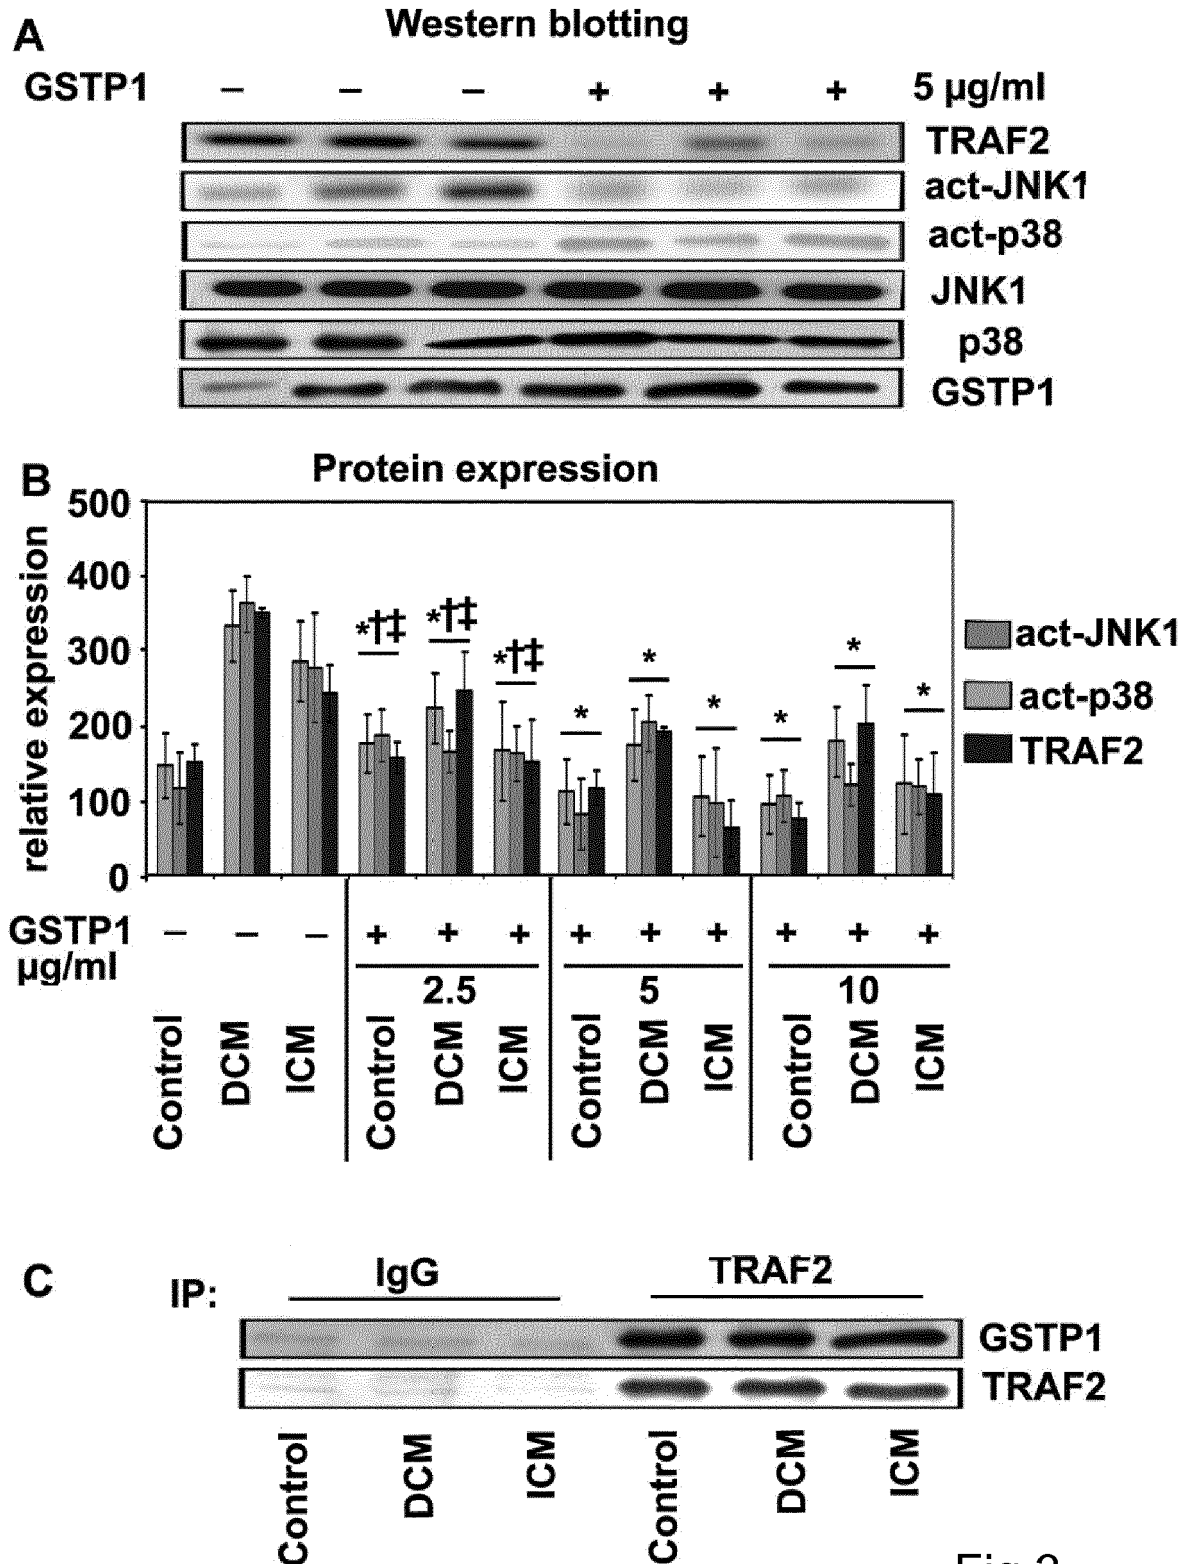 A
Western blotting
GSTP1 – – – + + + 5 µg/ml
TRAF2
act-JNK1
act-p38
JNK1
p38
GSTP1
B
Protein expression
relative expression
500
400
300
200
100
0
*†‡ *†‡ *†‡ * * * * * *
act-JNK1
act-p38
TRAF2
GSTP1 – – – + + + + + + + + +
µg/ml
2.5 5 10
Control DCM ICM Control DCM ICM Control DCM ICM Control DCM ICM
C
IP: IgG TRAF2
GSTP1
TRAF2
Control DCM ICM Control DCM ICM